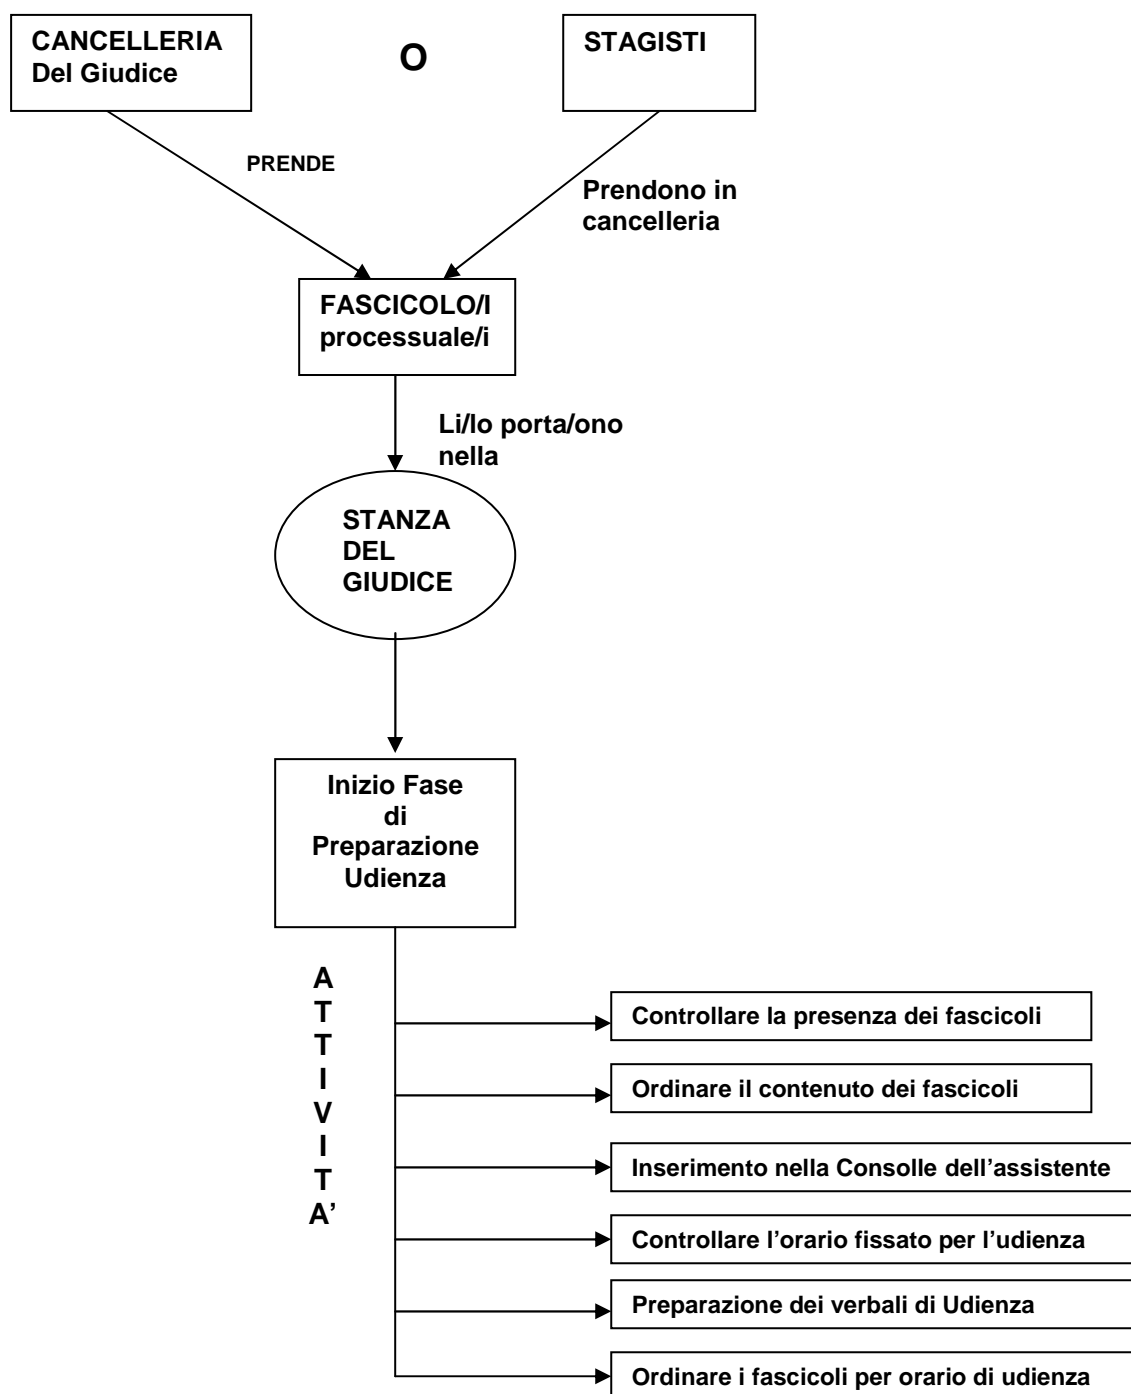 CANCELLERIA
Del Giudice
O
STAGISTI
PRENDE
Prendono in
cancelleria
FASCICOLO/I
processuale/i
Li/lo porta/ono
nella
STANZA
DEL
GIUDICE
Inizio Fase
di
Preparazione
Udienza
A
T
T
I
V
I
T
A’
Controllare la presenza dei fascicoli
Ordinare il contenuto dei fascicoli
Inserimento nella Consolle dell’assistente
Controllare l’orario fissato per l’udienza
Preparazione dei verbali di Udienza
Ordinare i fascicoli per orario di udienza